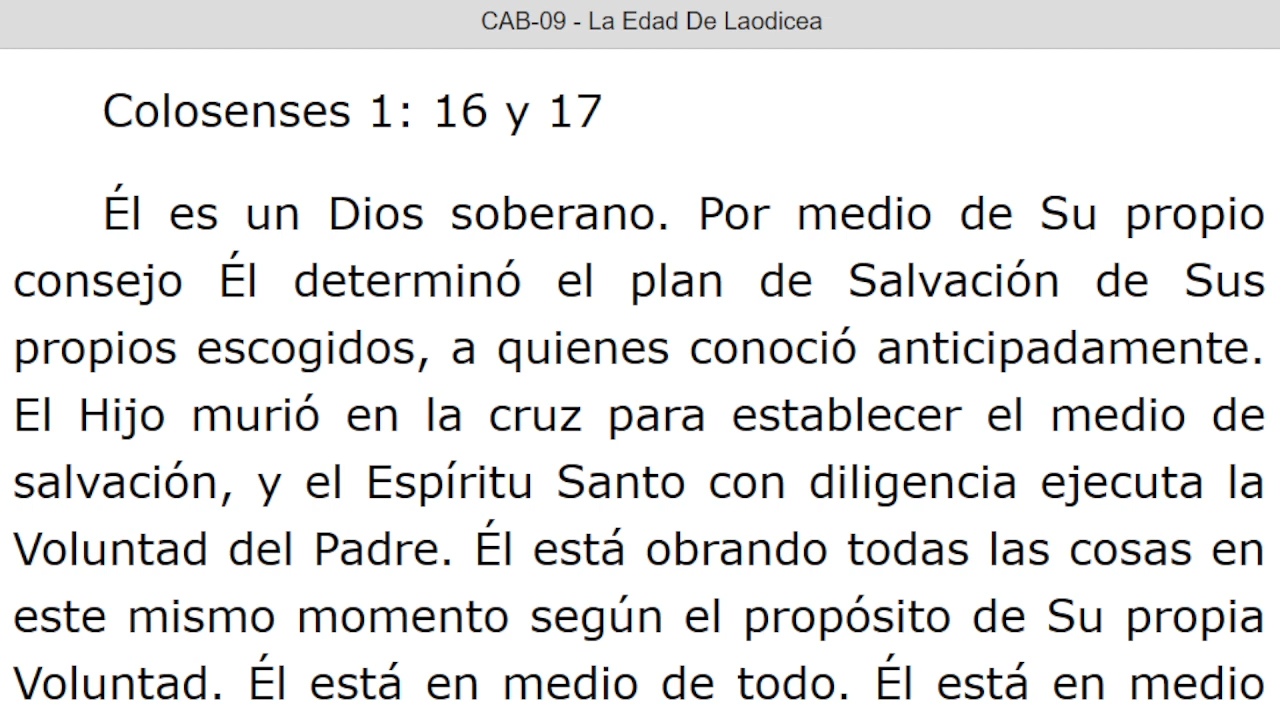 CAB-09 - La Edad De Laodicea
Colosenses 1: 16 y 17
Él es un Dios soberano. Por medio de Su propio
consejo Él determinó el plan de Salvación de Sus
propios escogidos, a quienes conoció anticipadamente.
El Hijo murió en la cruz para establecer el medio de
salvación, y el Espíritu Santo con diligencia ejecuta la
Voluntad del Padre. Él está obrando todas las cosas en
este mismo momento según el propósito de Su propia
Voluntad. Él está en medio de todo. Él está en medio